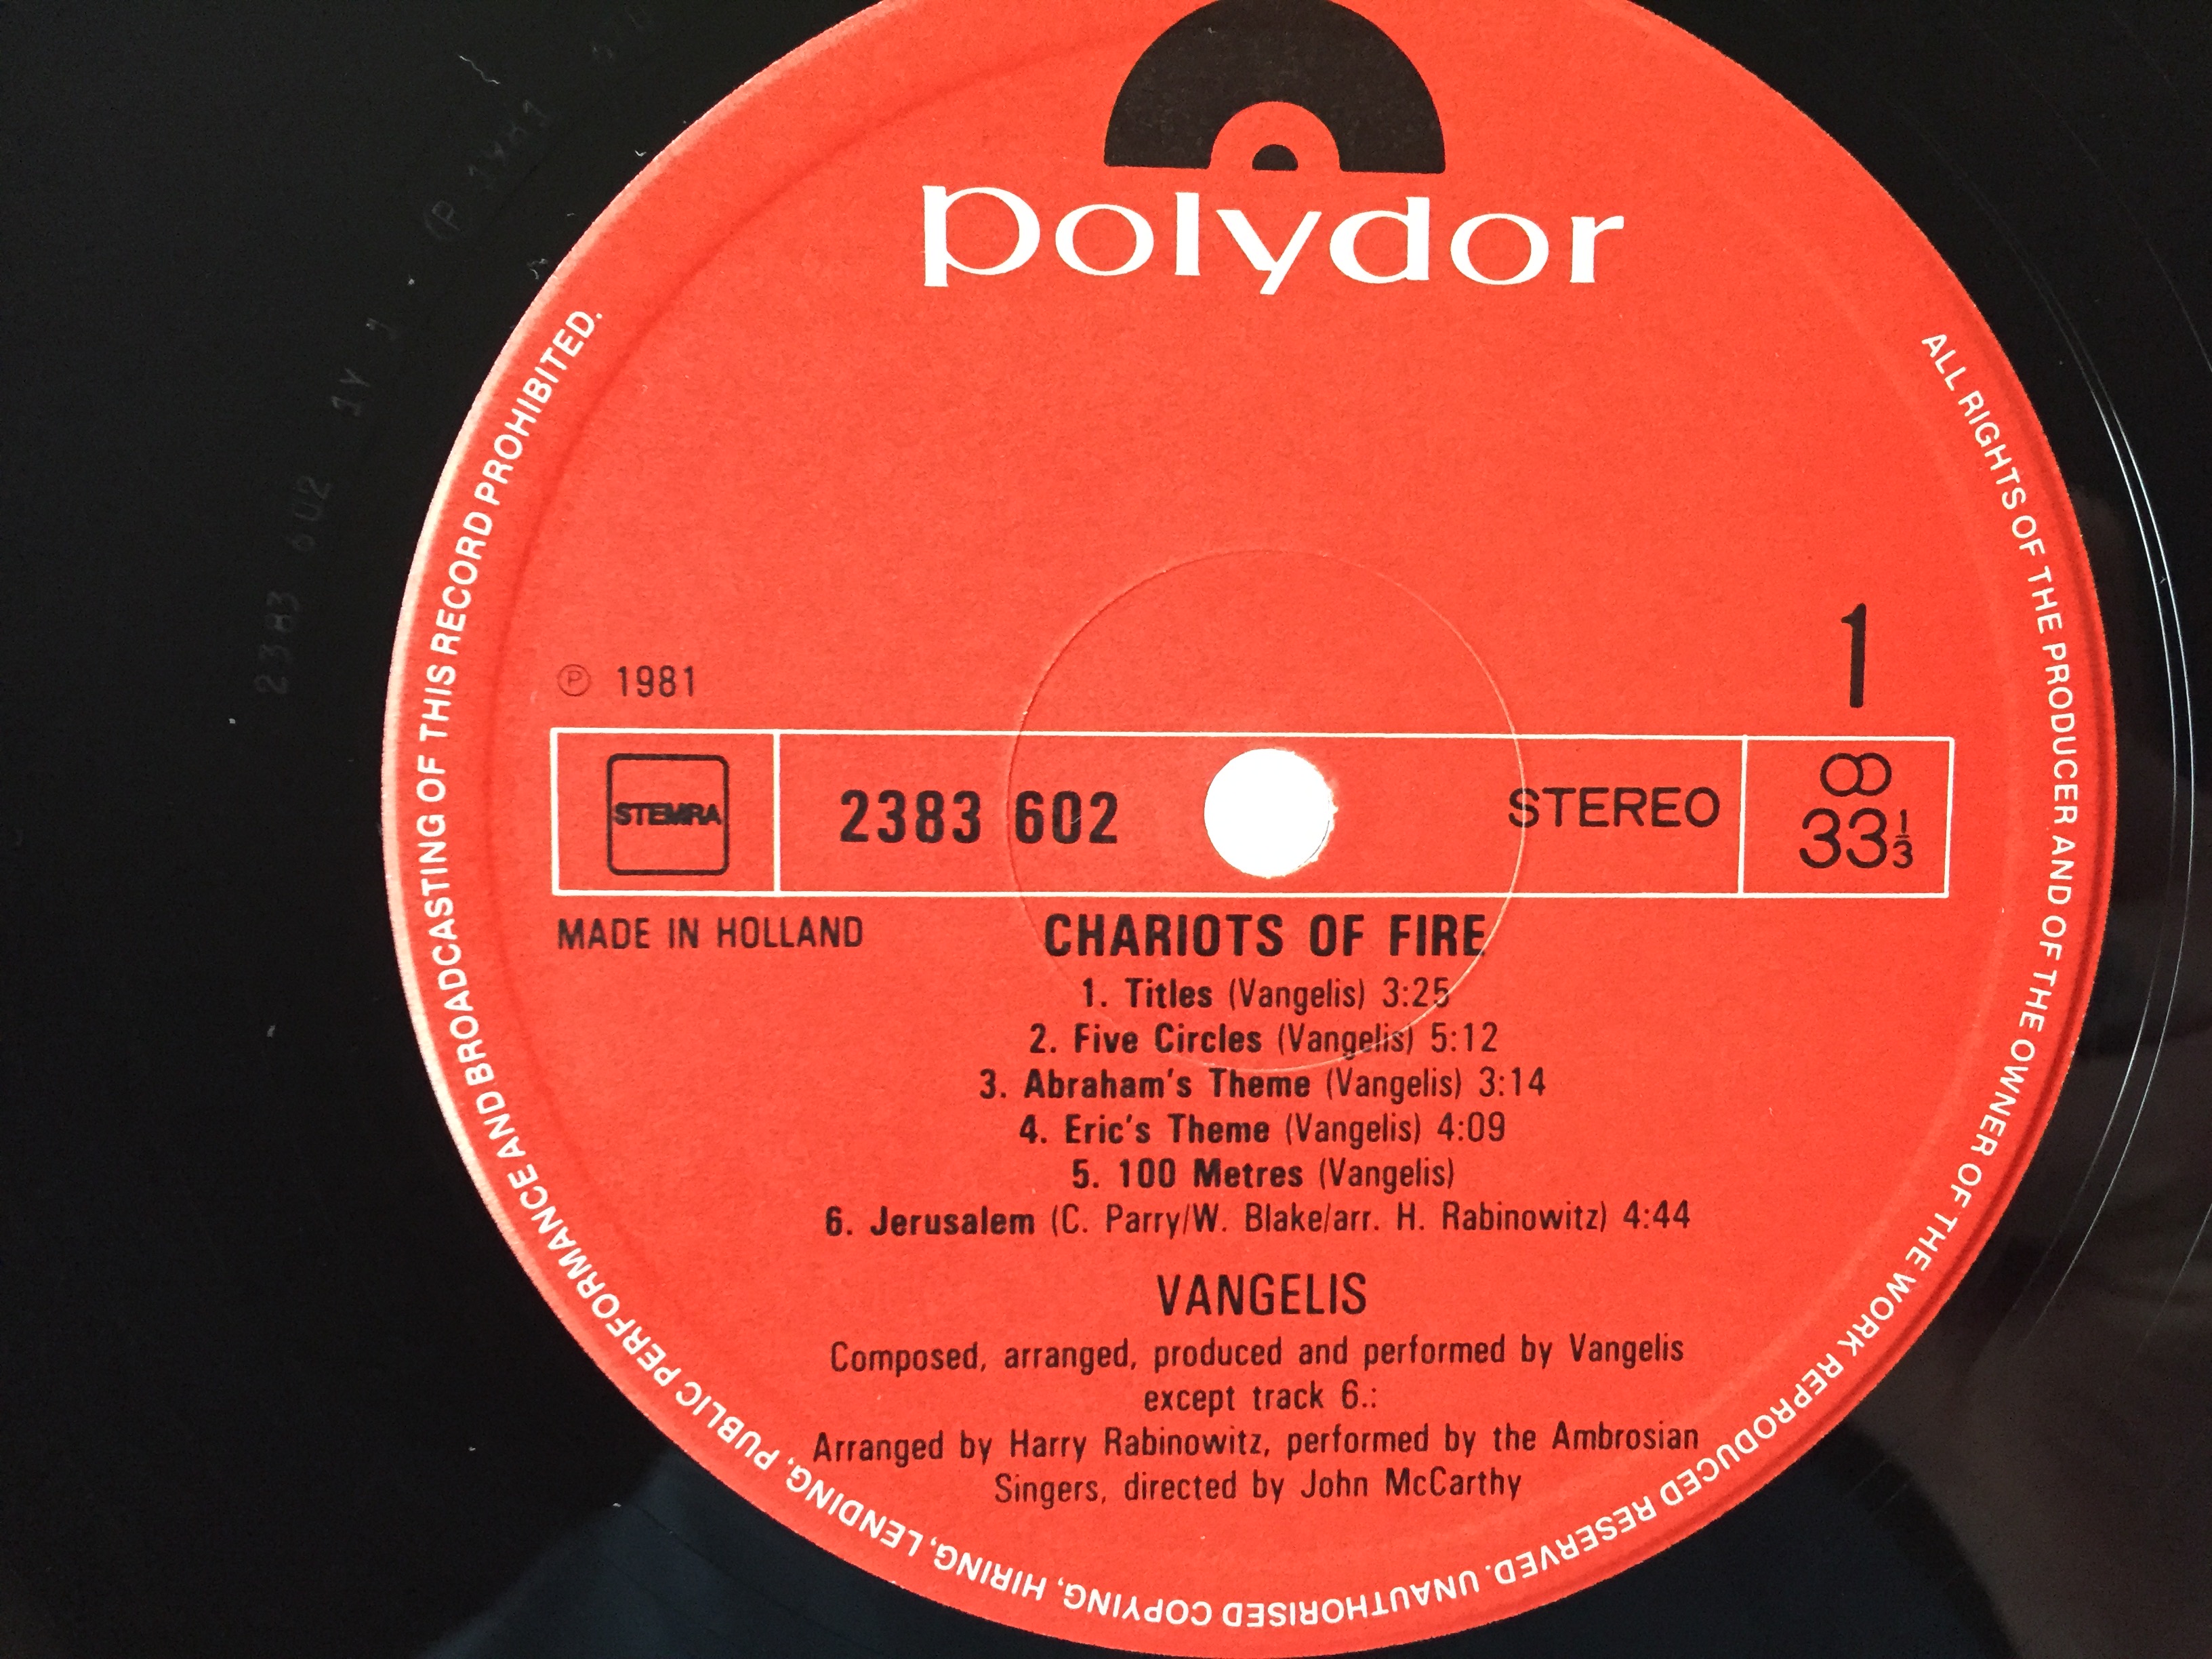 polydor
℗ 1981
1
STEMRA
2383 602
STEREO
33⅓
MADE IN HOLLAND
CHARIOTS OF FIRE
1. Titles (Vangelis) 3:25
2. Five Circles (Vangelis) 5:12
3. Abraham's Theme (Vangelis) 3:14
4. Eric's Theme (Vangelis) 4:09
5. 100 Metres (Vangelis)
6. Jerusalem (C. Parry/W. Blake/arr. H. Rabinowitz) 4:44
VANGELIS
Composed, arranged, produced and performed by Vangelis
except track 6.:
Arranged by Harry Rabinowitz, performed by the Ambrosian
Singers, directed by John McCarthy
ALL RIGHTS OF THE PRODUCER AND OF THE OWNER OF THE WORK REPRODUCED RESERVED. UNAUTHORISED COPYING, HIRING, LENDING, PUBLIC PERFORMANCE AND BROADCASTING OF THIS RECORD PROHIBITED.
2383 602